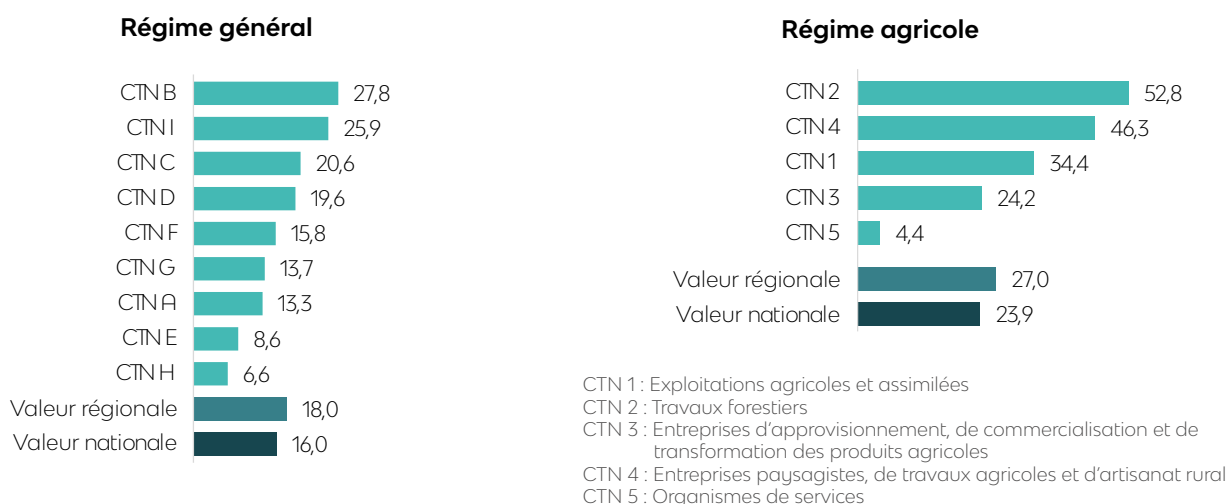 Régime général
CTN B 27,8
CTN I 25,9
CTN C 20,6
CTN D 19,6
CTN F 15,8
CTN G 13,7
CTN A 13,3
CTN E 8,6
CTN H 6,6
Valeur régionale 18,0
Valeur nationale 16,0
Régime agricole
CTN 2 52,8
CTN 4 46,3
CTN 1 34,4
CTN 3 24,2
CTN 5 4,4
Valeur régionale 27,0
Valeur nationale 23,9
CTN 1 : Exploitations agricoles et assimilées
CTN 2 : Travaux forestiers
CTN 3 : Entreprises d'approvisionnement, de commercialisation et de
transformation des produits agricoles
CTN 4 : Entreprises paysagistes, de travaux agricoles et d'artisanat rural
CTN 5 : Organismes de services